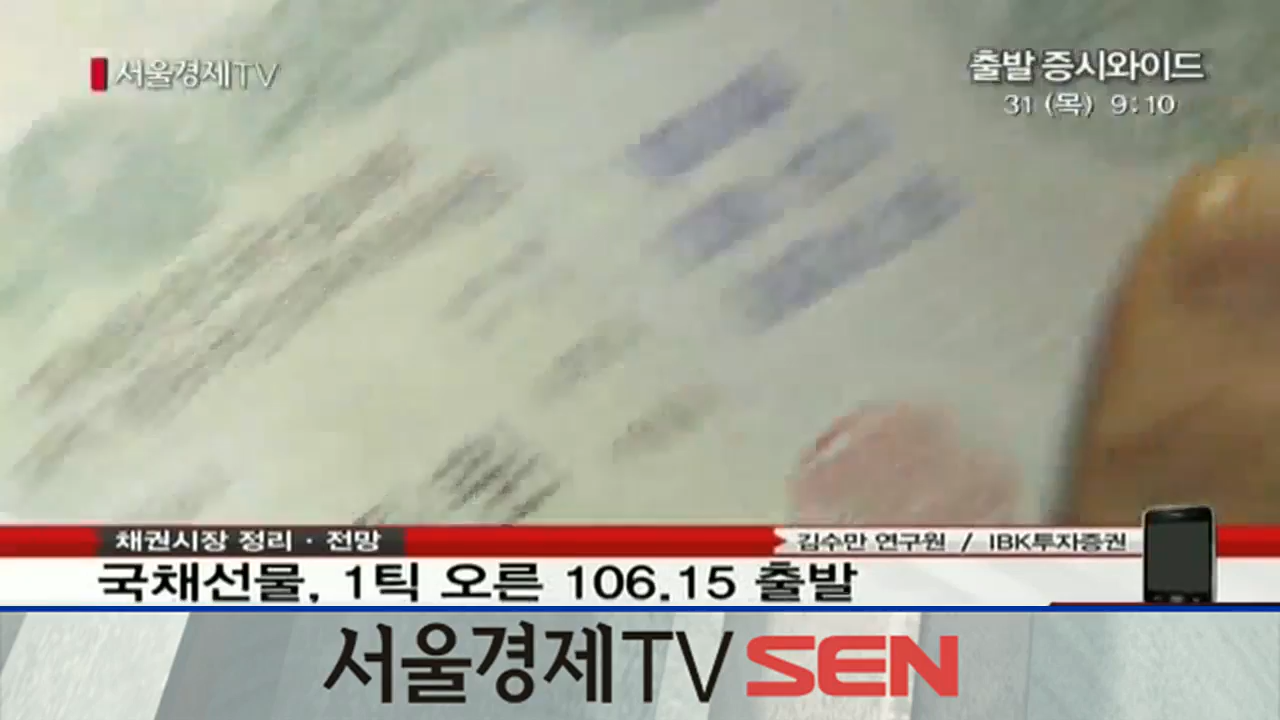 서울경제TV
출발 증시와이드
31 (목) 9:10
채권시장 정리·전망
김수만 연구원 / IBK투자증권
국채선물, 1틱 오른 106.15 출발
서울경제TV SEN